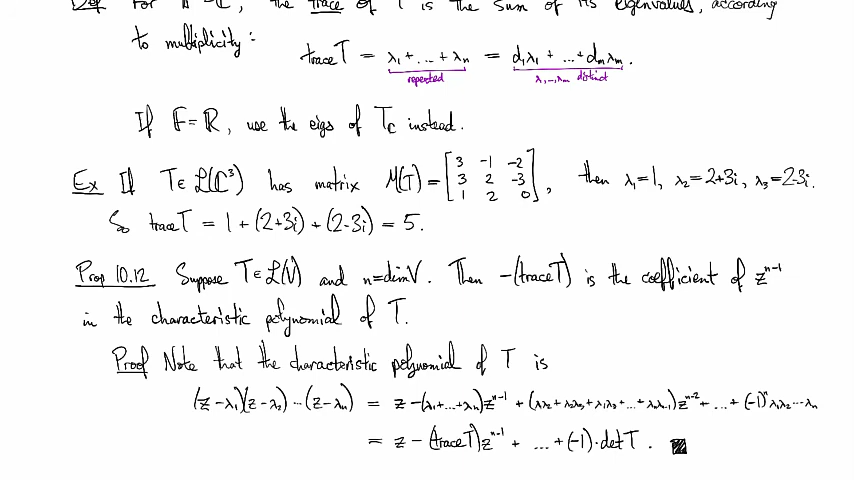 Def For F=C, the trace of T is the sum of its eigenvalues, according
to multiplicity: trace T = λ₁ + ... + λₙ = d₁λ₁ + ... + dₘλₘ.
repeated λ₁,...,λₘ distinct
If F=ℝ, use the eigs of T_C instead.
Ex If T∈ℒ(ℂ³) has matrix M(T) = [3 -1 -2; 3 2 -3; 1 2 0], then λ₁=1, λ₂=2+3i, λ₃=2-3i.
So trace T = 1 + (2+3i) + (2-3i) = 5.
Prop 10.12 Suppose T∈ℒ(V) and n=dimV. Then -(trace T) is the coefficient of zⁿ⁻¹
in the characteristic polynomial of T.
Proof Note that the characteristic polynomial of T is
(z-λ₁)(z-λ₂)...(z-λₙ) = z-(λ₁+...+λₙ)zⁿ⁻¹ + (λ₁λ₂+λ₂λ₃+λ₁λ₃+...+λₙλₙ₋₁)zⁿ⁻² + ... + (-1)ⁿλ₁λ₂...λₙ
= z - (trace T)zⁿ⁻¹ + ... + (-1)·det T.